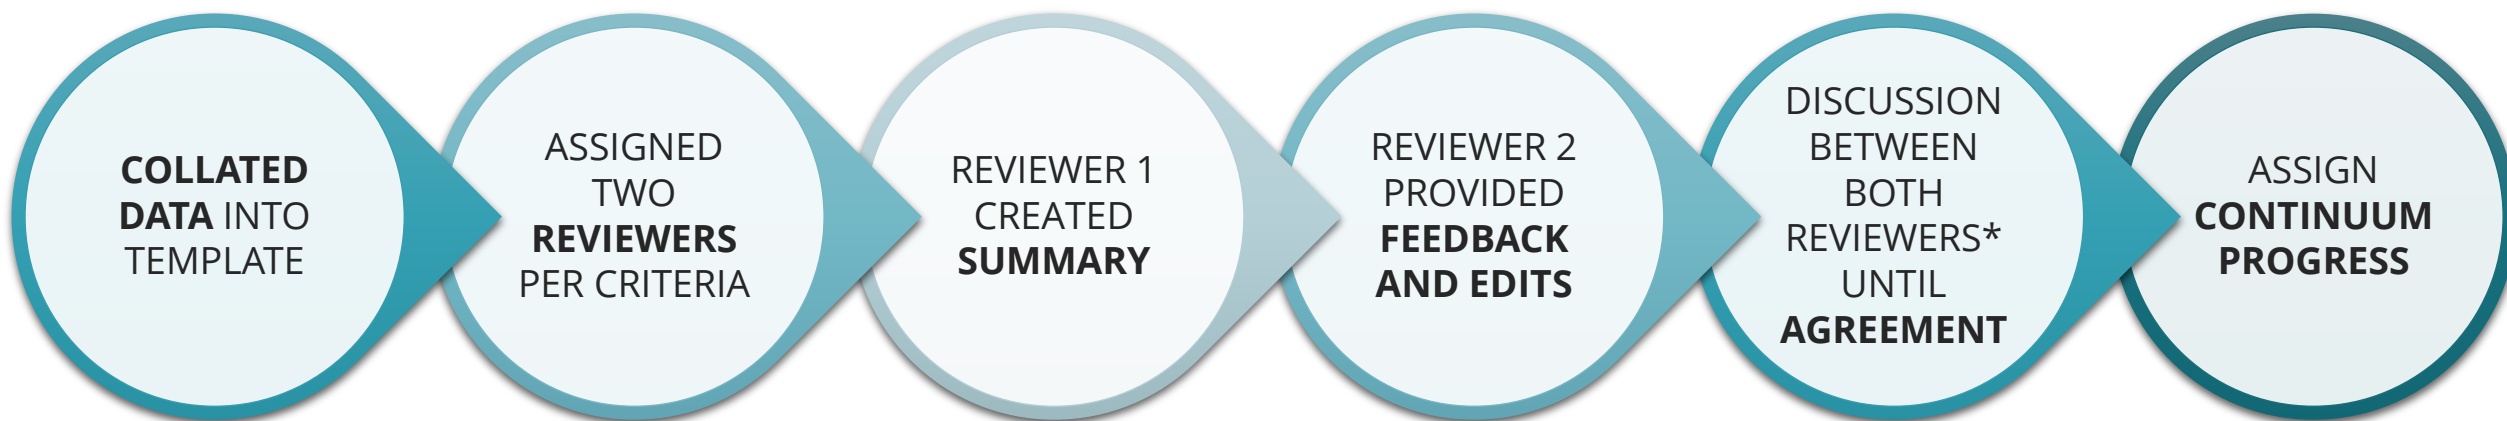 COLLATED
DATA INTO
TEMPLATE
ASSIGNED
TWO
REVIEWERS
PER CRITERIA
REVIEWER 1
CREATED
SUMMARY
REVIEWER 2
PROVIDED
FEEDBACK
AND EDITS
DISCUSSION
BETWEEN
BOTH
REVIEWERS*
UNTIL
AGREEMENT
ASSIGN
CONTINUUM
PROGRESS